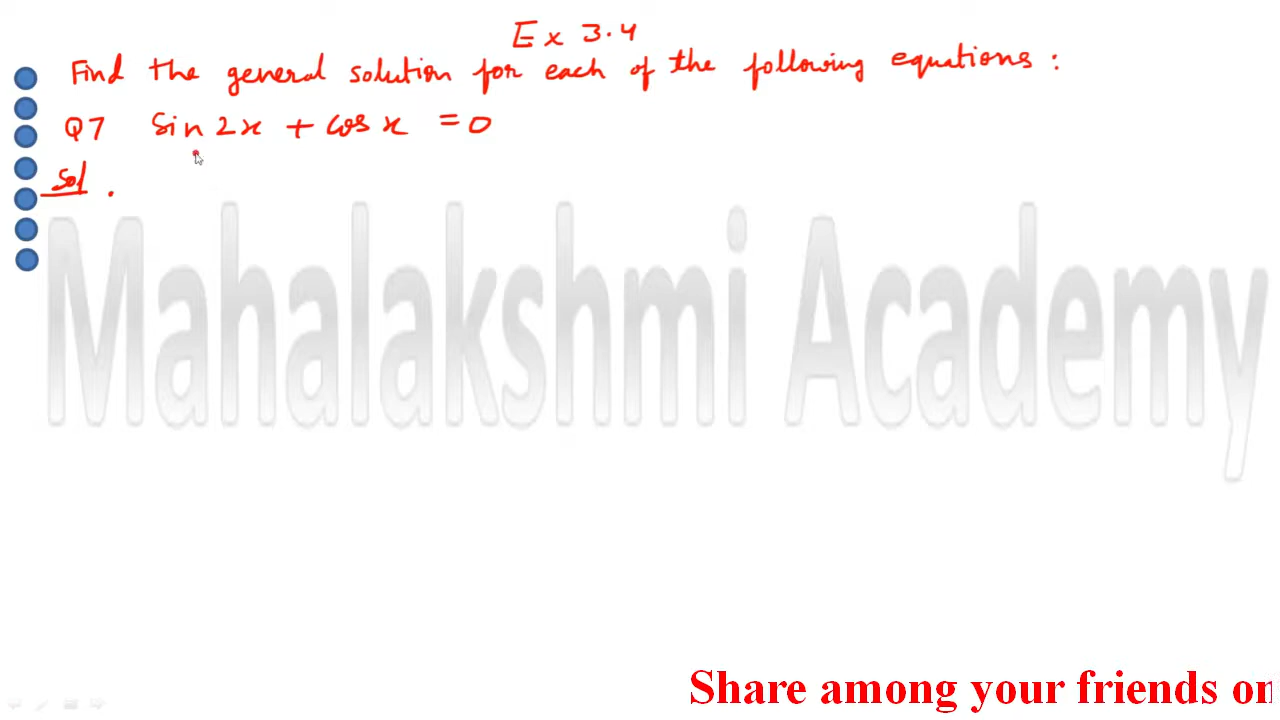 Ex 3.4
Find the general solution for each of the following equations :
Q7 Sin 2x + cos x = 0
Sol .
Mahalakshmi Academy
Share among your friends on